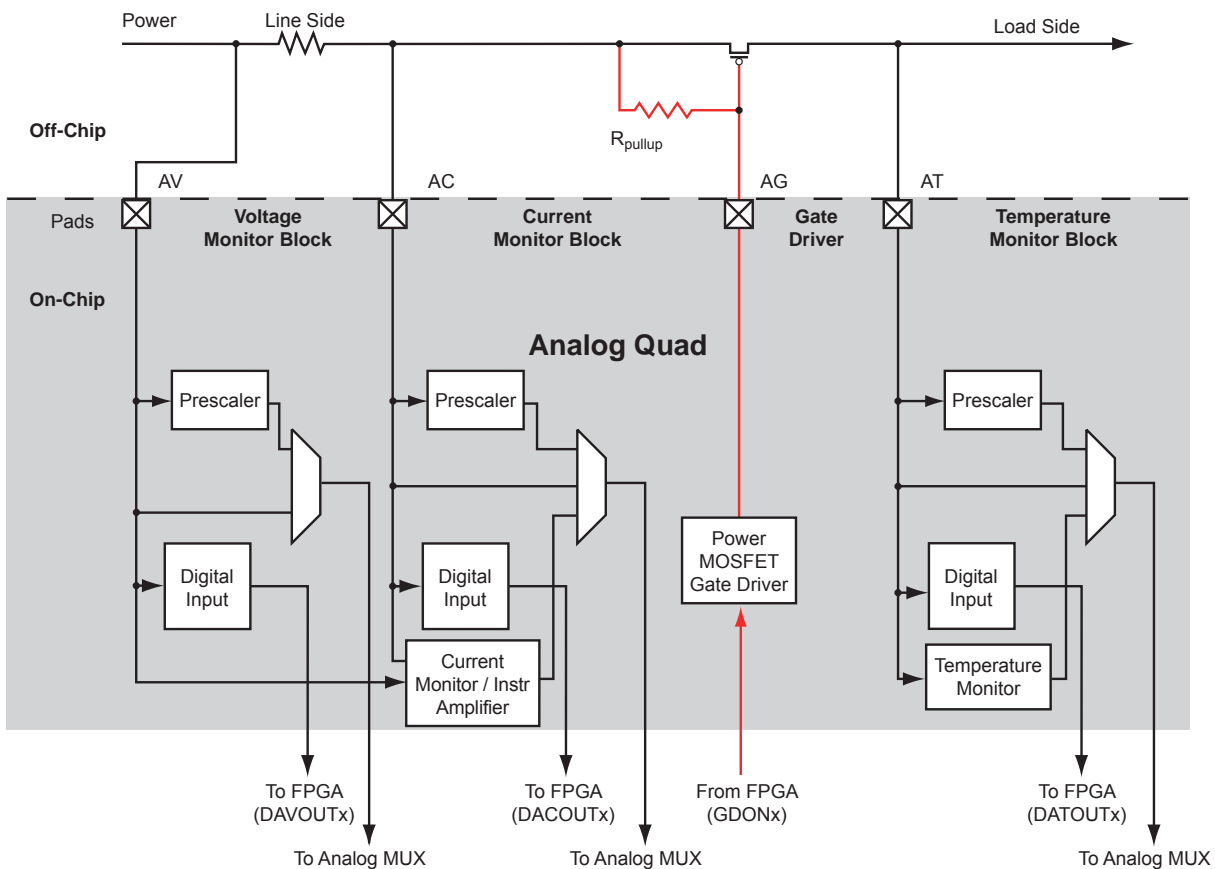 Power
Line Side
Load Side
Off-Chip
Rpullup
AV
AC
AG
AT
Pads
Voltage
Monitor Block
Current
Monitor Block
Gate
Driver
Temperature
Monitor Block
On-Chip
Analog Quad
Prescaler
Prescaler
Prescaler
Digital
Input
Digital
Input
Power
MOSFET
Gate Driver
Digital
Input
Current
Monitor / Instr
Amplifier
Temperature
Monitor
To FPGA
(DAVOUTx)
To FPGA
(DACOUTx)
From FPGA
(GDONx)
To FPGA
(DATOUTx)
To Analog MUX
To Analog MUX
To Analog MUX